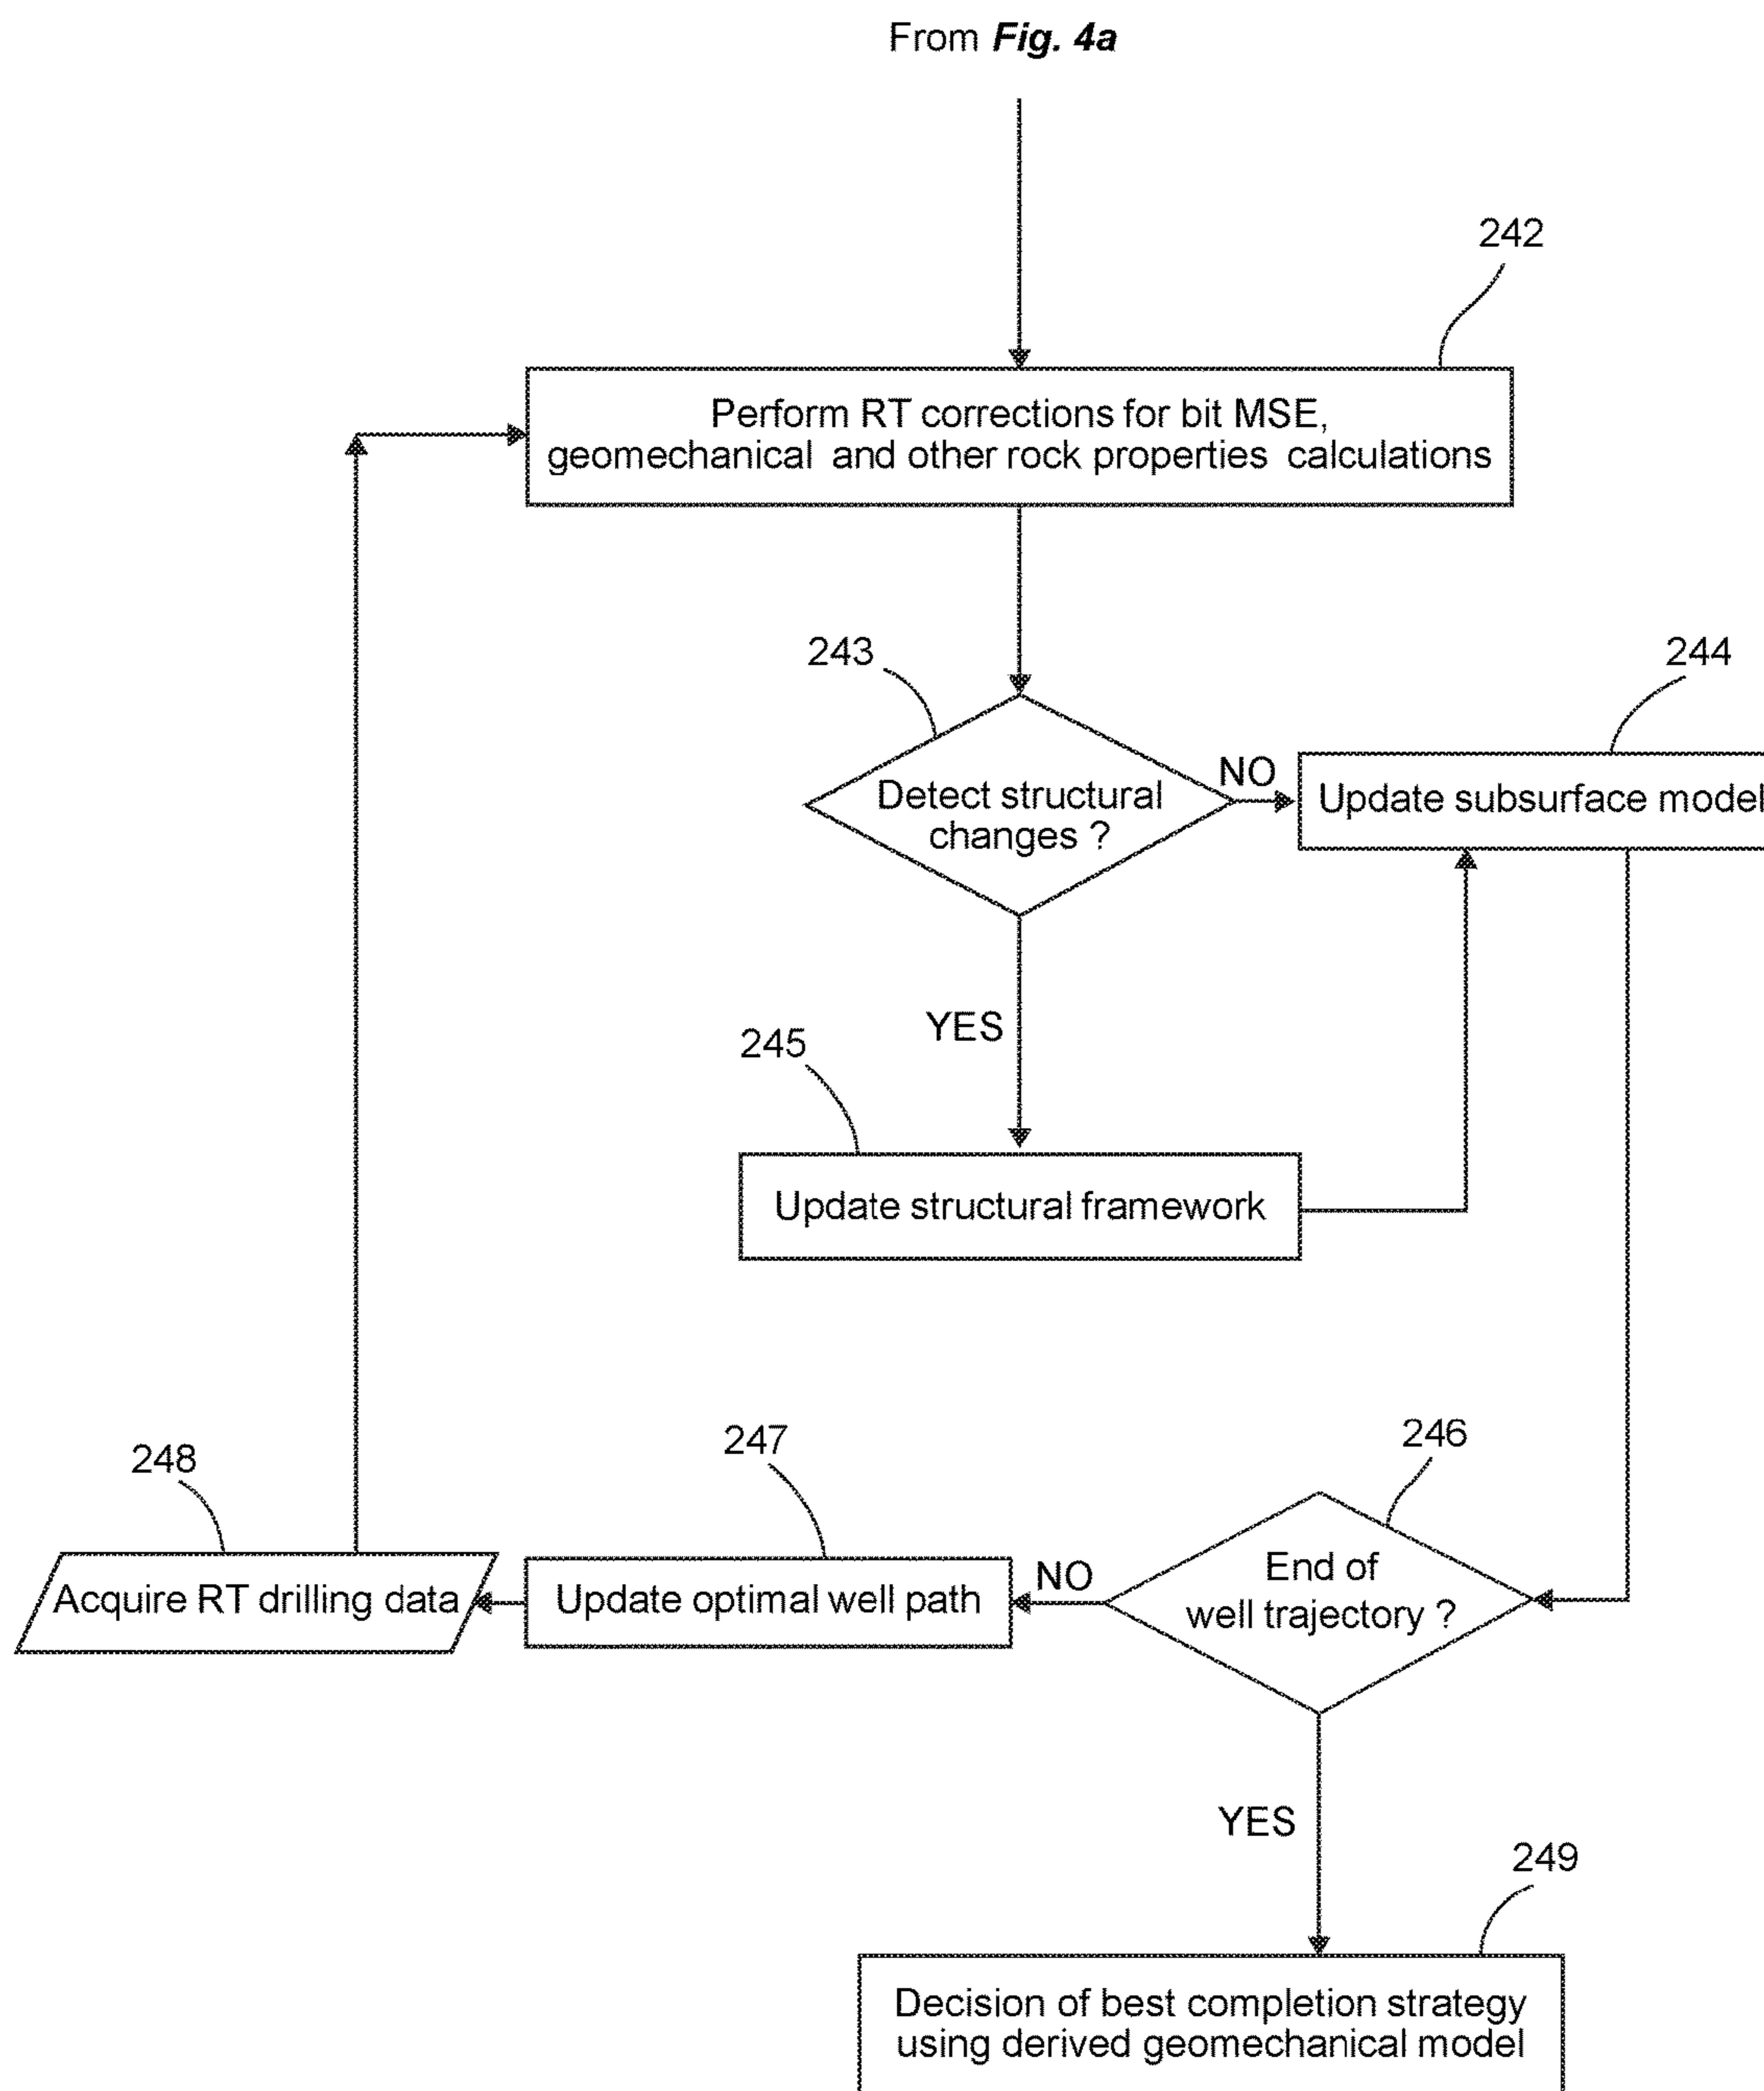 From Fig. 4a
242
Perform RT corrections for bit MSE,
geomechanical and other rock properties calculations
243
244
Detect structural
changes ?
NO
Update subsurface model
YES
245
Update structural framework
246
247
248
End of
well trajectory ?
NO
Update optimal well path
Acquire RT drilling data
YES
249
Decision of best completion strategy
using derived geomechanical model